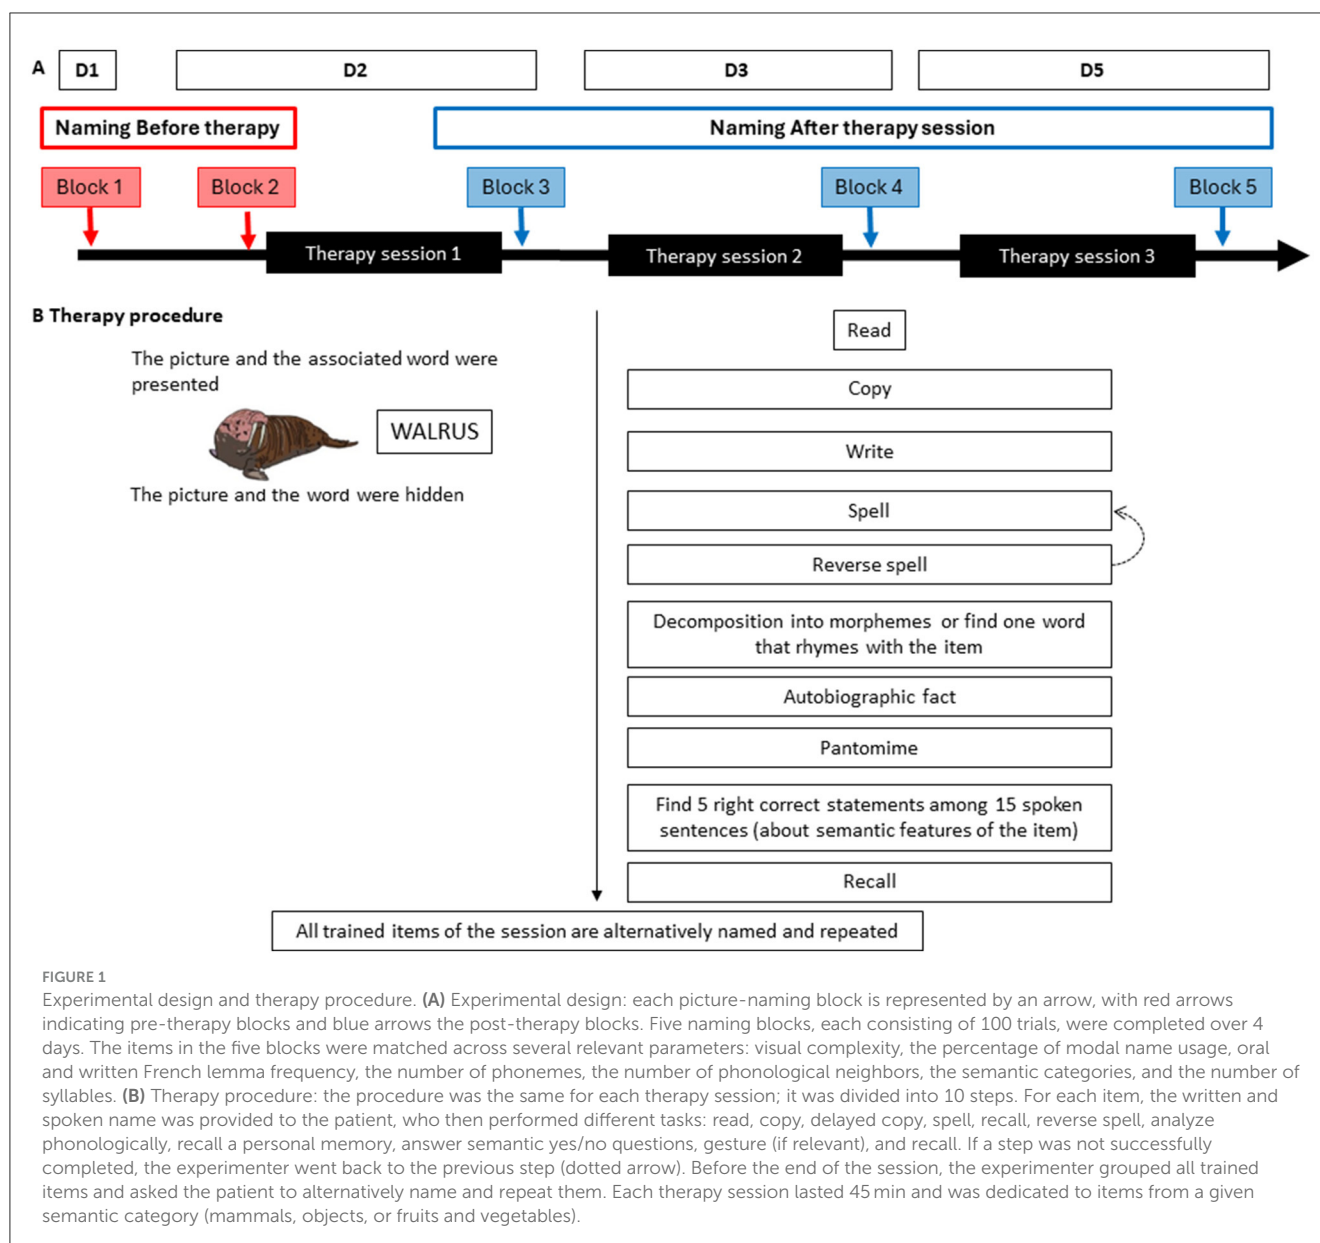 A
D1
D2
D3
D5
Naming Before therapy
Naming After therapy session
Block 1
Block 2
Block 3
Block 4
Block 5
Therapy session 1
Therapy session 2
Therapy session 3
B Therapy procedure
The picture and the associated word were
presented
WALRUS
The picture and the word were hidden
Read
Copy
Write
Spell
Reverse spell
Decomposition into morphemes or find one word
that rhymes with the item
Autobiographic fact
Pantomime
Find 5 right correct statements among 15 spoken
sentences (about semantic features of the item)
Recall
All trained items of the session are alternatively named and repeated
FIGURE 1
Experimental design and therapy procedure. (A) Experimental design: each picture-naming block is represented by an arrow, with red arrows
indicating pre-therapy blocks and blue arrows the post-therapy blocks. Five naming blocks, each consisting of 100 trials, were completed over 4
days. The items in the five blocks were matched across several relevant parameters: visual complexity, the percentage of modal name usage, oral
and written French lemma frequency, the number of phonemes, the number of phonological neighbors, the semantic categories, and the number of
syllables. (B) Therapy procedure: the procedure was the same for each therapy session; it was divided into 10 steps. For each item, the written and
spoken name was provided to the patient, who then performed different tasks: read, copy, delayed copy, spell, recall, reverse spell, analyze
phonologically, recall a personal memory, answer semantic yes/no questions, gesture (if relevant), and recall. If a step was not successfully
completed, the experimenter went back to the previous step (dotted arrow). Before the end of the session, the experimenter grouped all trained
items and asked the patient to alternatively name and repeat them. Each therapy session lasted 45 min and was dedicated to items from a given
semantic category (mammals, objects, or fruits and vegetables).